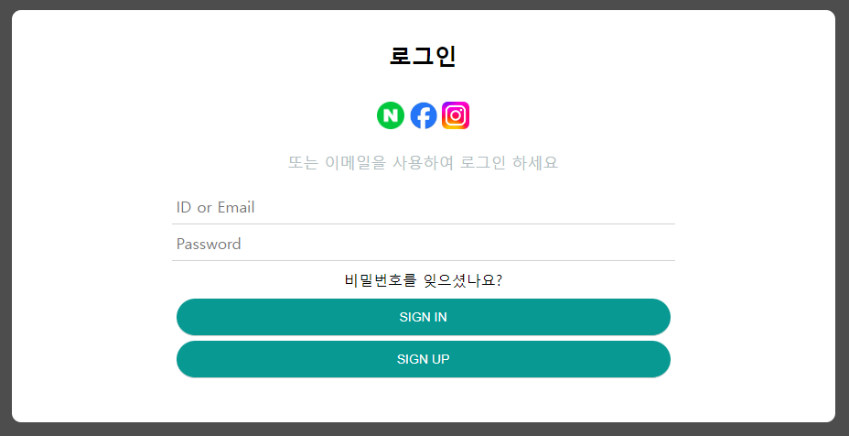 로그인
N f
또는 이메일을 사용하여 로그인 하세요
ID or Email
Password
비밀번호를 잊으셨나요?
SIGN IN
SIGN UP